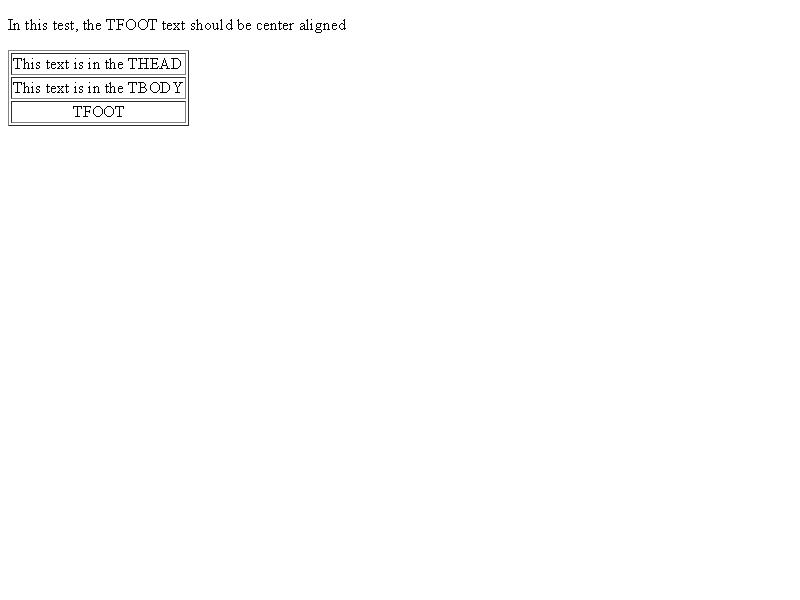 In this test, the TFOOT text should be center aligned
This text is in the THEAD
This text is in the TBODY
TFOOT